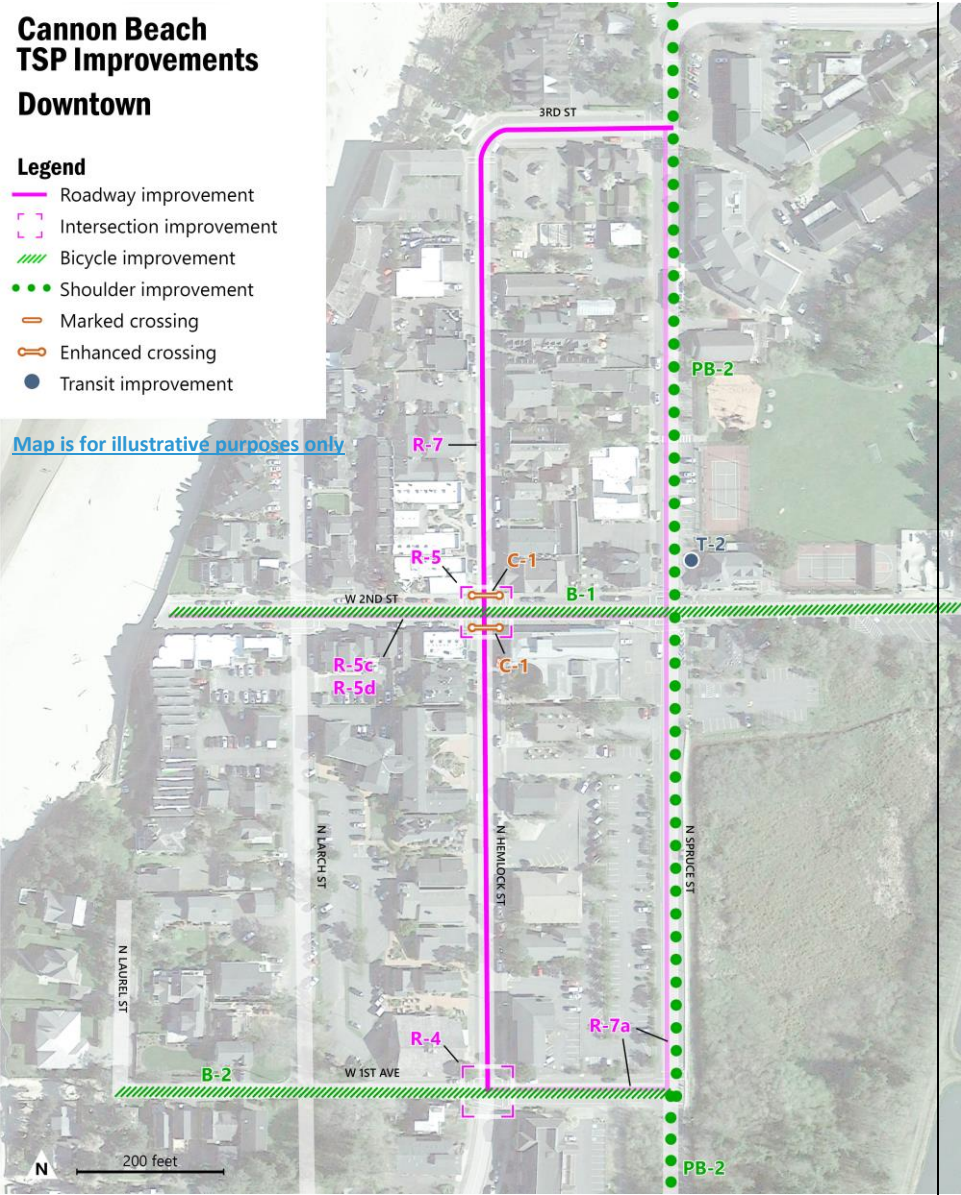 Cannon Beach
TSP Improvements
Downtown
Legend
Roadway improvement
Intersection improvement
Bicycle improvement
Shoulder improvement
Marked crossing
Enhanced crossing
Transit improvement
Map is for illustrative purposes only
3RD ST
PB-2
R-7
T-2
R-5
C-1
B-1
W 2ND ST
R-5c
R-5d
C-1
N LARCH ST
N HEMLOCK ST
N SPRUCE ST
N LAUREL ST
R-7a
R-4
W 1ST AVE
B-2
N
200 feet
PB-2